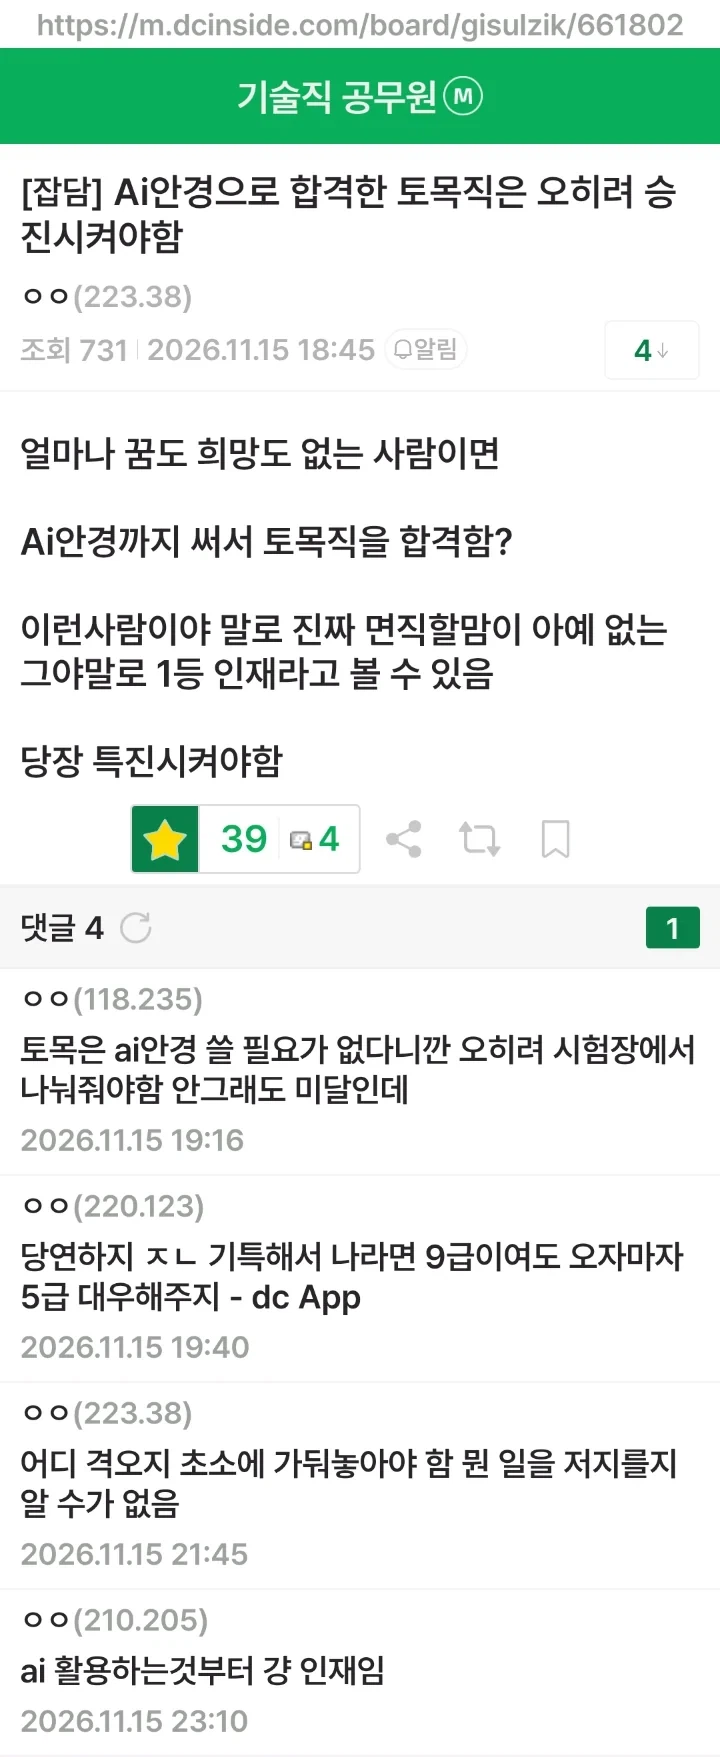 https://m.dcinside.com/board/gisulzik/661802
기술직 공무원 M
[잡담] Ai안경으로 합격한 토목직은 오히려 승
진시켜야함
ㅇㅇ(223.38)
조회 731 2026.11.15 18:45 알림 4↓
얼마나 꿈도 희망도 없는 사람이면
Ai안경까지 써서 토목직을 합격함?
이런사람이야 말로 진짜 면직할맘이 아예 없는
그야말로 1등 인재라고 볼 수 있음
당장 특진시켜야함
39 4
댓글 4 1
ㅇㅇ(118.235)
토목은 ai안경 쓸 필요가 없다니깐 오히려 시험장에서
나눠줘야함 안그래도 미달인데
2026.11.15 19:16
ㅇㅇ(220.123)
당연하지 ㅈㄴ 기특해서 나라면 9급이여도 오자마자
5급 대우해주지 - dc App
2026.11.15 19:40
ㅇㅇ(223.38)
어디 격오지 초소에 가둬놓아야 함 뭔 일을 저지를지
알 수가 없음
2026.11.15 21:45
ㅇㅇ(210.205)
ai 활용하는것부터 걍 인재임
2026.11.15 23:10